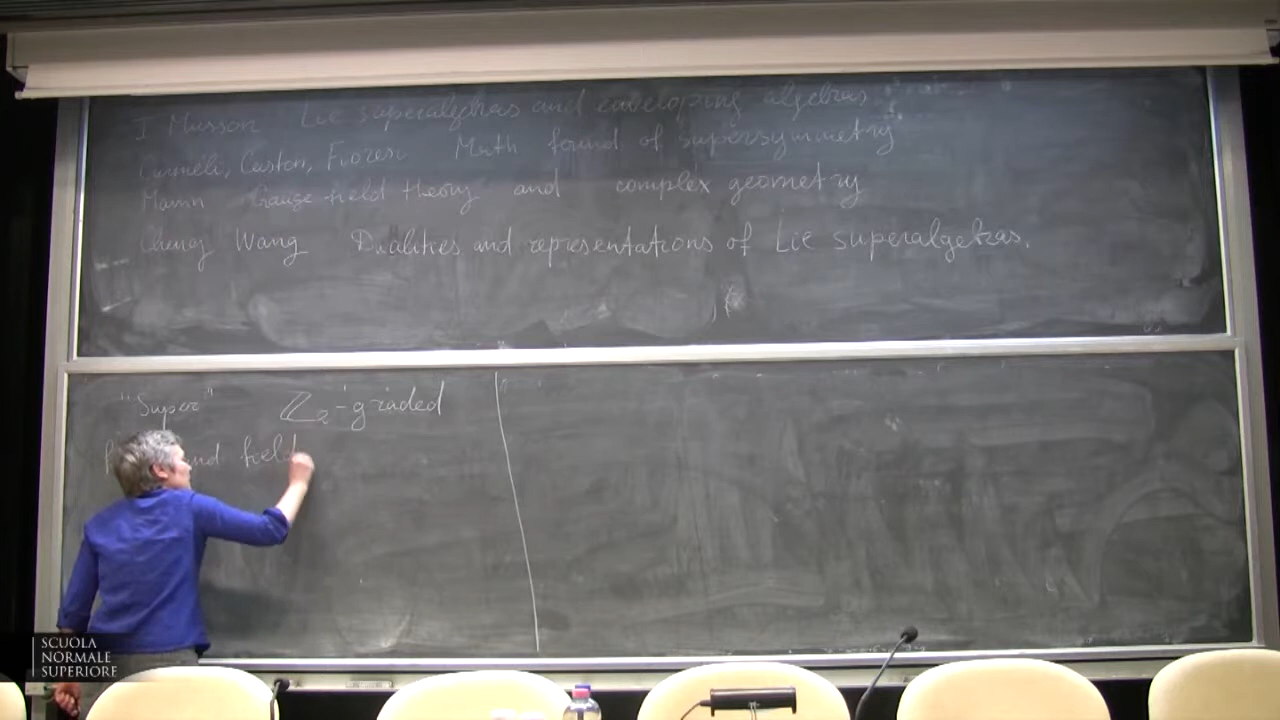 I Musson Lie superalgebras and enveloping algebras
Carmeli, Caston, Fioresi Math found of supersymmetry
Manin Gauge field theory and complex geometry
Cheng Wang Dualities and representations of Lie superalgebras.
"Super" ℤ₂-graded
field
SCUOLA
NORMALE
SUPERIORE